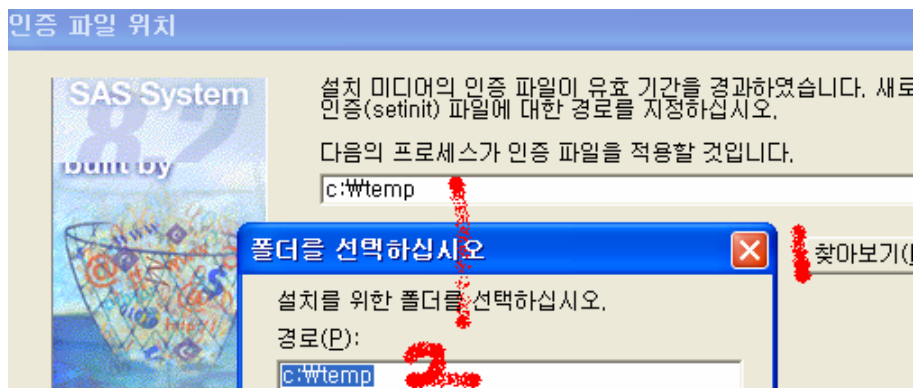 인증 파일 위치
SAS System
8.2
built by
설치 미디어의 인증 파일이 유효 기간을 경과하였습니다. 새로
인증(setinit) 파일에 대한 경로를 지정하십시오.
다음의 프로세스가 인증 파일을 적용할 것입니다.
c:₩temp
찾아보기(
폴더를 선택하십시오
설치를 위한 폴더를 선택하십시오.
경로(P):
c:₩temp
2